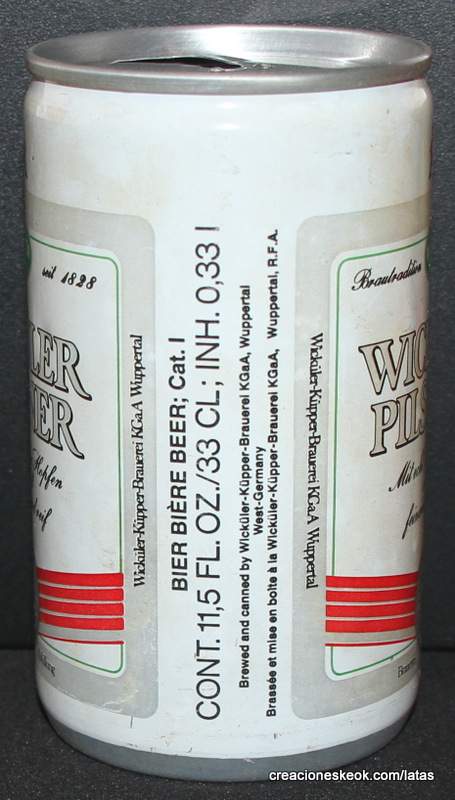 seit 1828
LER
NER
Hopfen
reif
Wicküler-Küpper-Brauerei KGaA Wuppertal
BIER BIÈRE BEER; Cat. I
CONT. 11,5 FL. OZ./33 CL; INH. 0,33 l
Brewed and canned by Wicküler-Küpper-Brauerei KGaA, Wuppertal
West-Germany
Brassée et mise en boîte à la Wicküler-Küpper-Brauerei KGaA, Wuppertal, R.F.A.
Wicküler-Küpper-Brauerei KGaA Wuppertal
Brautradition
WIC
PILS
creacioneskeok.com/latas